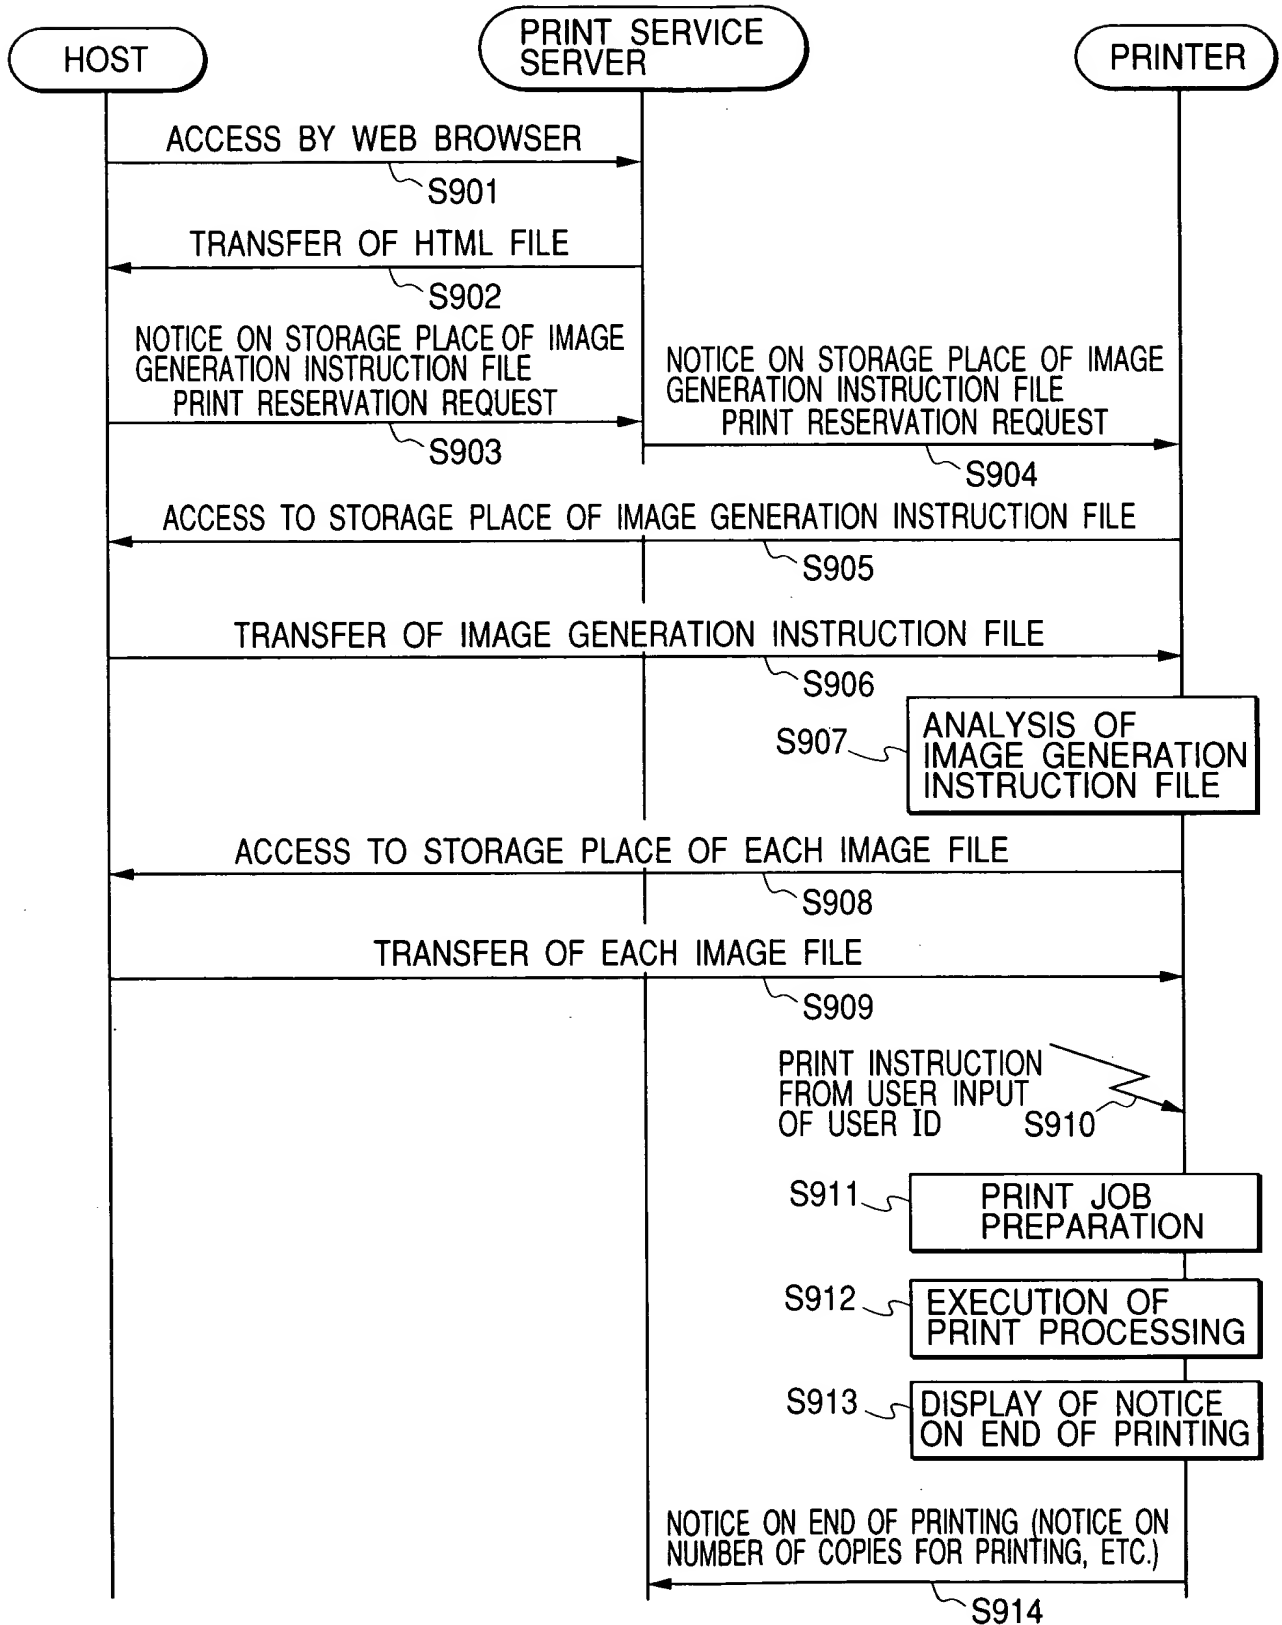 HOST
PRINT SERVICE
SERVER
PRINTER
ACCESS BY WEB BROWSER
S901
TRANSFER OF HTML FILE
S902
NOTICE ON STORAGE PLACE OF IMAGE
GENERATION INSTRUCTION FILE
PRINT RESERVATION REQUEST
S903
NOTICE ON STORAGE PLACE OF IMAGE
GENERATION INSTRUCTION FILE
PRINT RESERVATION REQUEST
S904
ACCESS TO STORAGE PLACE OF IMAGE GENERATION INSTRUCTION FILE
S905
TRANSFER OF IMAGE GENERATION INSTRUCTION FILE
S906
S907
ANALYSIS OF
IMAGE GENERATION
INSTRUCTION FILE
ACCESS TO STORAGE PLACE OF EACH IMAGE FILE
S908
TRANSFER OF EACH IMAGE FILE
S909
PRINT INSTRUCTION
FROM USER INPUT
OF USER ID
S910
S911
PRINT JOB
PREPARATION
S912
EXECUTION OF
PRINT PROCESSING
S913
DISPLAY OF NOTICE
ON END OF PRINTING
NOTICE ON END OF PRINTING (NOTICE ON
NUMBER OF COPIES FOR PRINTING, ETC.)
S914